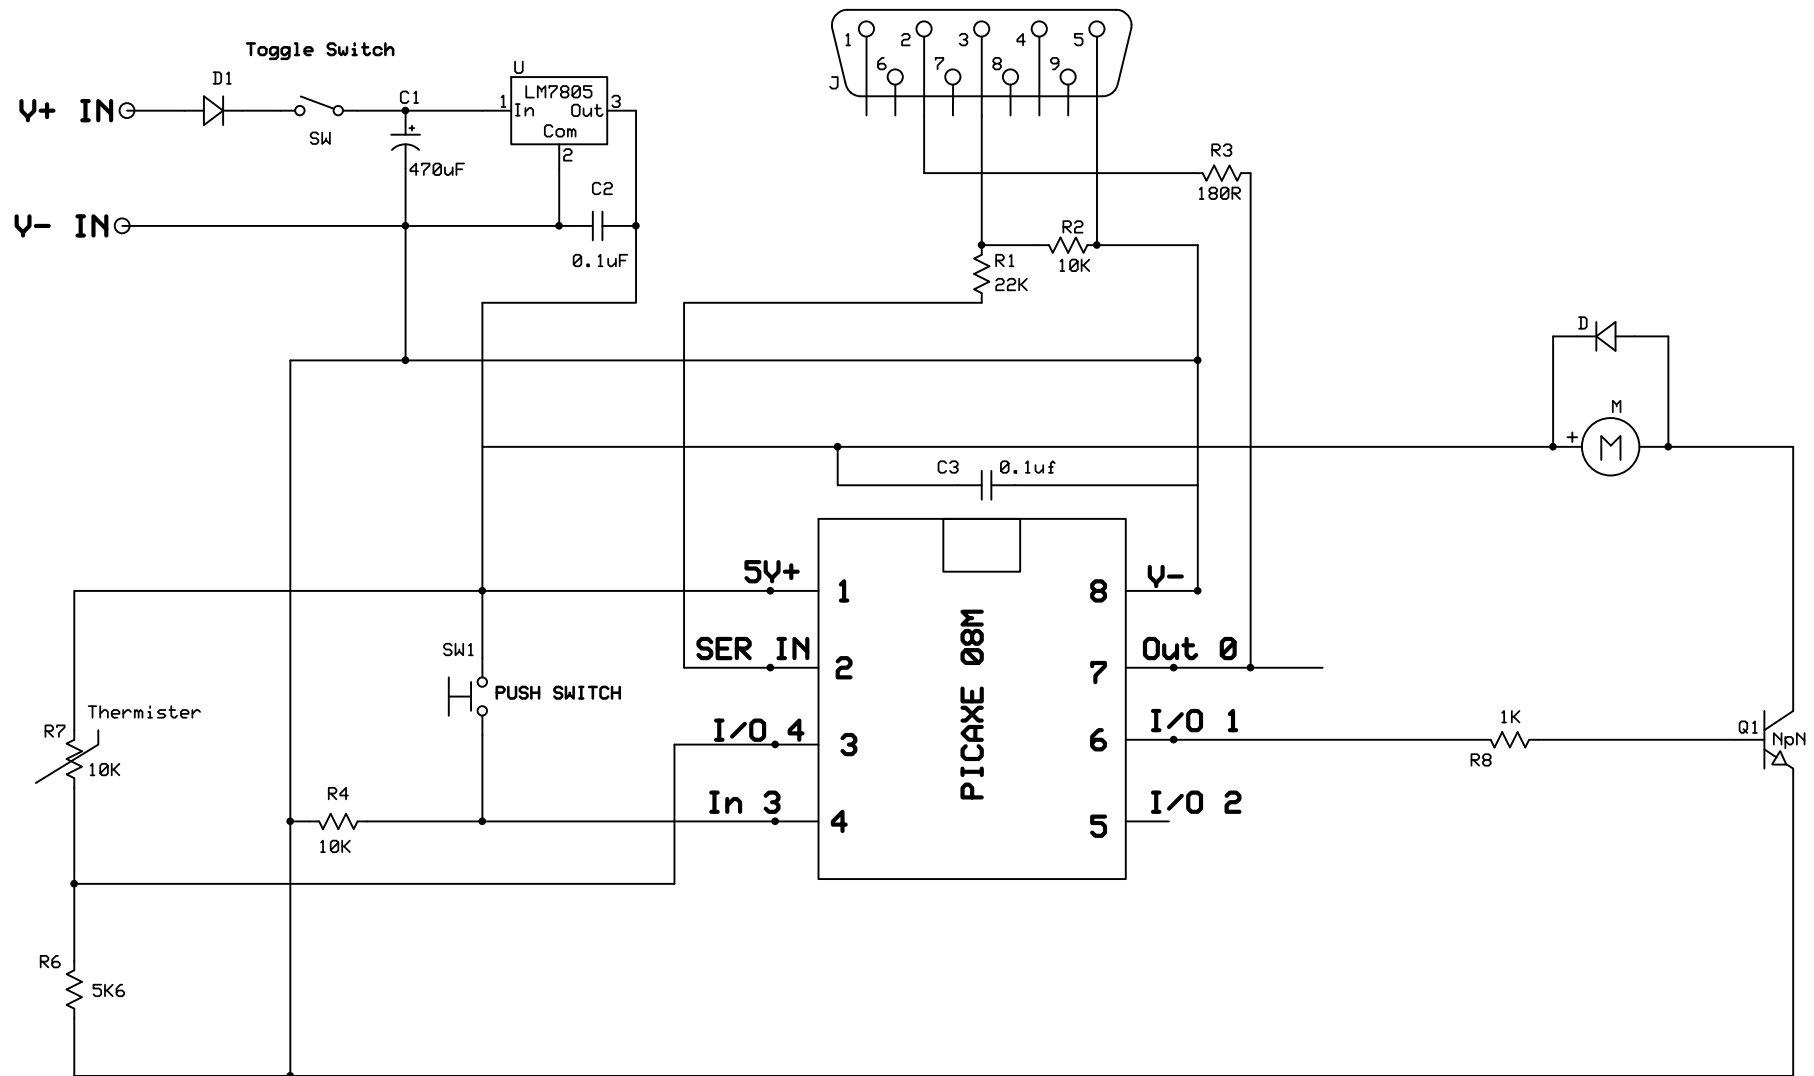 Toggle Switch
V+ IN
D1
SW
C1
+
470uF
U
LM7805
1
In
Out
3
Com
2
C2
0.1uF
V- IN
J
1
2
3
4
5
6
7
8
9
R3
180R
R2
10K
R1
22K
D
M
+
M
C3
0.1uf
5V+
1
8
V-
SER IN
2
7
Out 0
I/O 4
3
6
I/O 1
In 3
4
5
I/O 2
PICAXE 08M
SW1
PUSH SWITCH
Thermister
R7
10K
R4
10K
R6
5K6
1K
R8
Q1
NpN